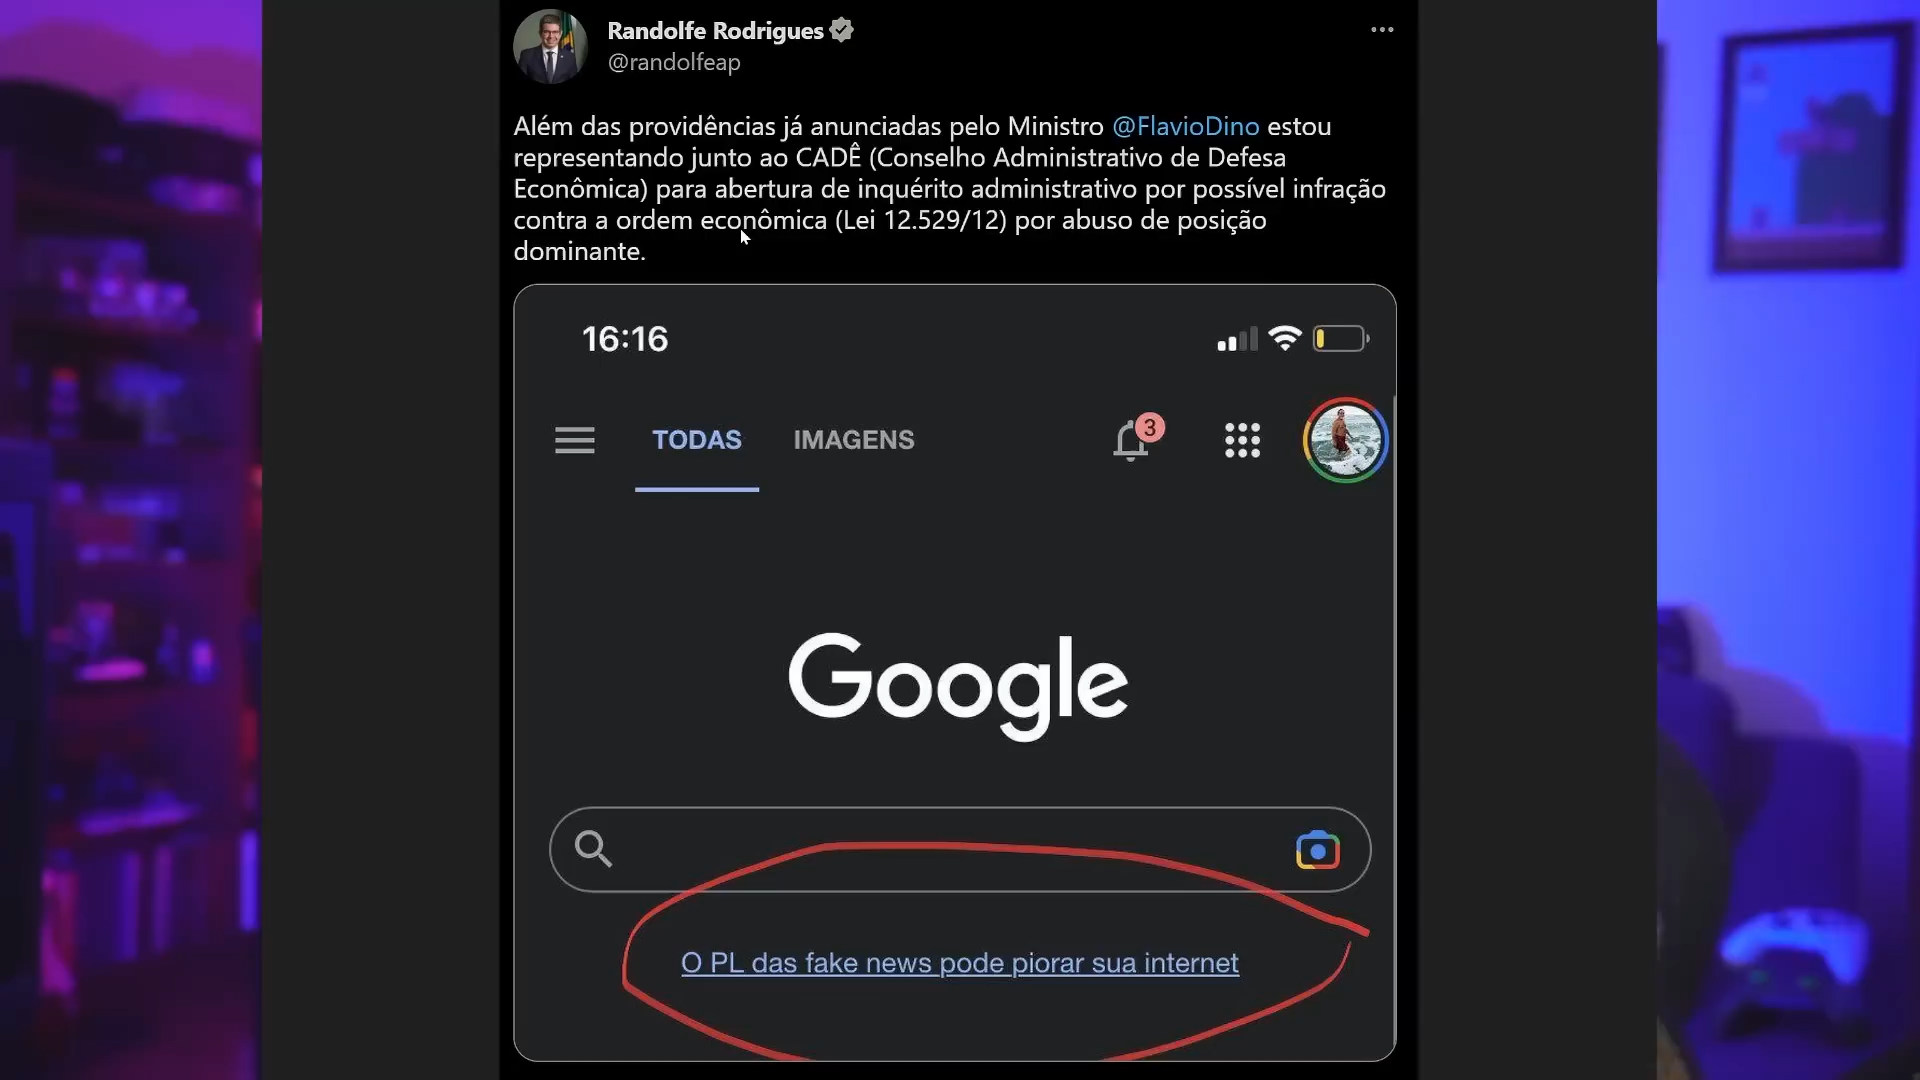 Randolfe Rodrigues
@randolfeap
Além das providências já anunciadas pelo Ministro @FlavioDino estou
representando junto ao CADÊ (Conselho Administrativo de Defesa
Econômica) para abertura de inquérito administrativo por possível infração
contra a ordem econômica (Lei 12.529/12) por abuso de posição
dominante.
16:16
TODAS IMAGENS 3
Google
O PL das fake news pode piorar sua internet